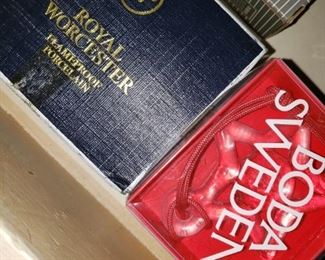 ROYAL
WORCESTER
FLAMEPROOF
PORCELAIN
BODA
SWEDEN